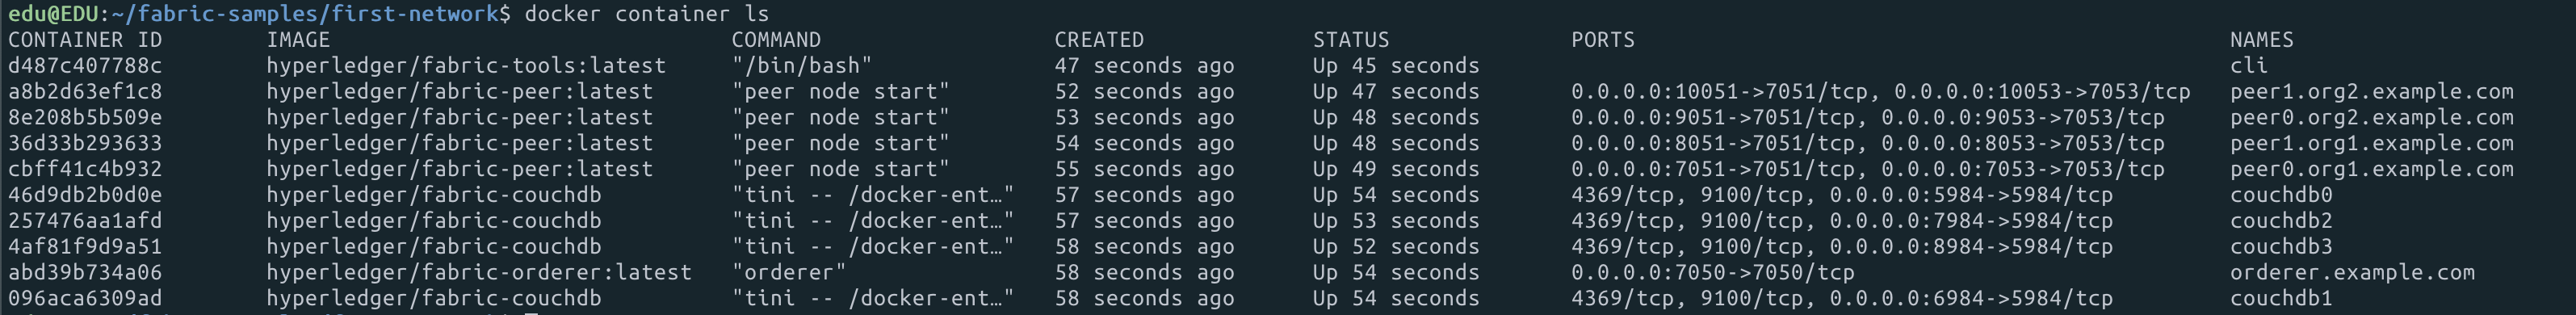 edu@EDU:~/fabric-samples/first-network$ docker container ls
CONTAINER ID IMAGE COMMAND CREATED STATUS PORTS NAMES
d487c407788c hyperledger/fabric-tools:latest "/bin/bash" 47 seconds ago Up 45 seconds cli
a8b2d63ef1c8 hyperledger/fabric-peer:latest "peer node start" 52 seconds ago Up 47 seconds 0.0.0.0:10051->7051/tcp, 0.0.0.0:10053->7053/tcp peer1.org2.example.com
8e208b5b509e hyperledger/fabric-peer:latest "peer node start" 53 seconds ago Up 48 seconds 0.0.0.0:9051->7051/tcp, 0.0.0.0:9053->7053/tcp peer0.org2.example.com
36d33b293633 hyperledger/fabric-peer:latest "peer node start" 54 seconds ago Up 48 seconds 0.0.0.0:8051->7051/tcp, 0.0.0.0:8053->7053/tcp peer1.org1.example.com
cbff41c4b932 hyperledger/fabric-peer:latest "peer node start" 55 seconds ago Up 49 seconds 0.0.0.0:7051->7051/tcp, 0.0.0.0:7053->7053/tcp peer0.org1.example.com
46d9db2b0d0e hyperledger/fabric-couchdb "tini -- /docker-ent…" 57 seconds ago Up 54 seconds 4369/tcp, 9100/tcp, 0.0.0.0:5984->5984/tcp couchdb0
257476aa1afd hyperledger/fabric-couchdb "tini -- /docker-ent…" 57 seconds ago Up 53 seconds 4369/tcp, 9100/tcp, 0.0.0.0:7984->5984/tcp couchdb2
4af81f9d9a51 hyperledger/fabric-couchdb "tini -- /docker-ent…" 58 seconds ago Up 52 seconds 4369/tcp, 9100/tcp, 0.0.0.0:8984->5984/tcp couchdb3
abd39b734a06 hyperledger/fabric-orderer:latest "orderer" 58 seconds ago Up 54 seconds 0.0.0.0:7050->7050/tcp orderer.example.com
096aca6309ad hyperledger/fabric-couchdb "tini -- /docker-ent…" 58 seconds ago Up 54 seconds 4369/tcp, 9100/tcp, 0.0.0.0:6984->5984/tcp couchdb1